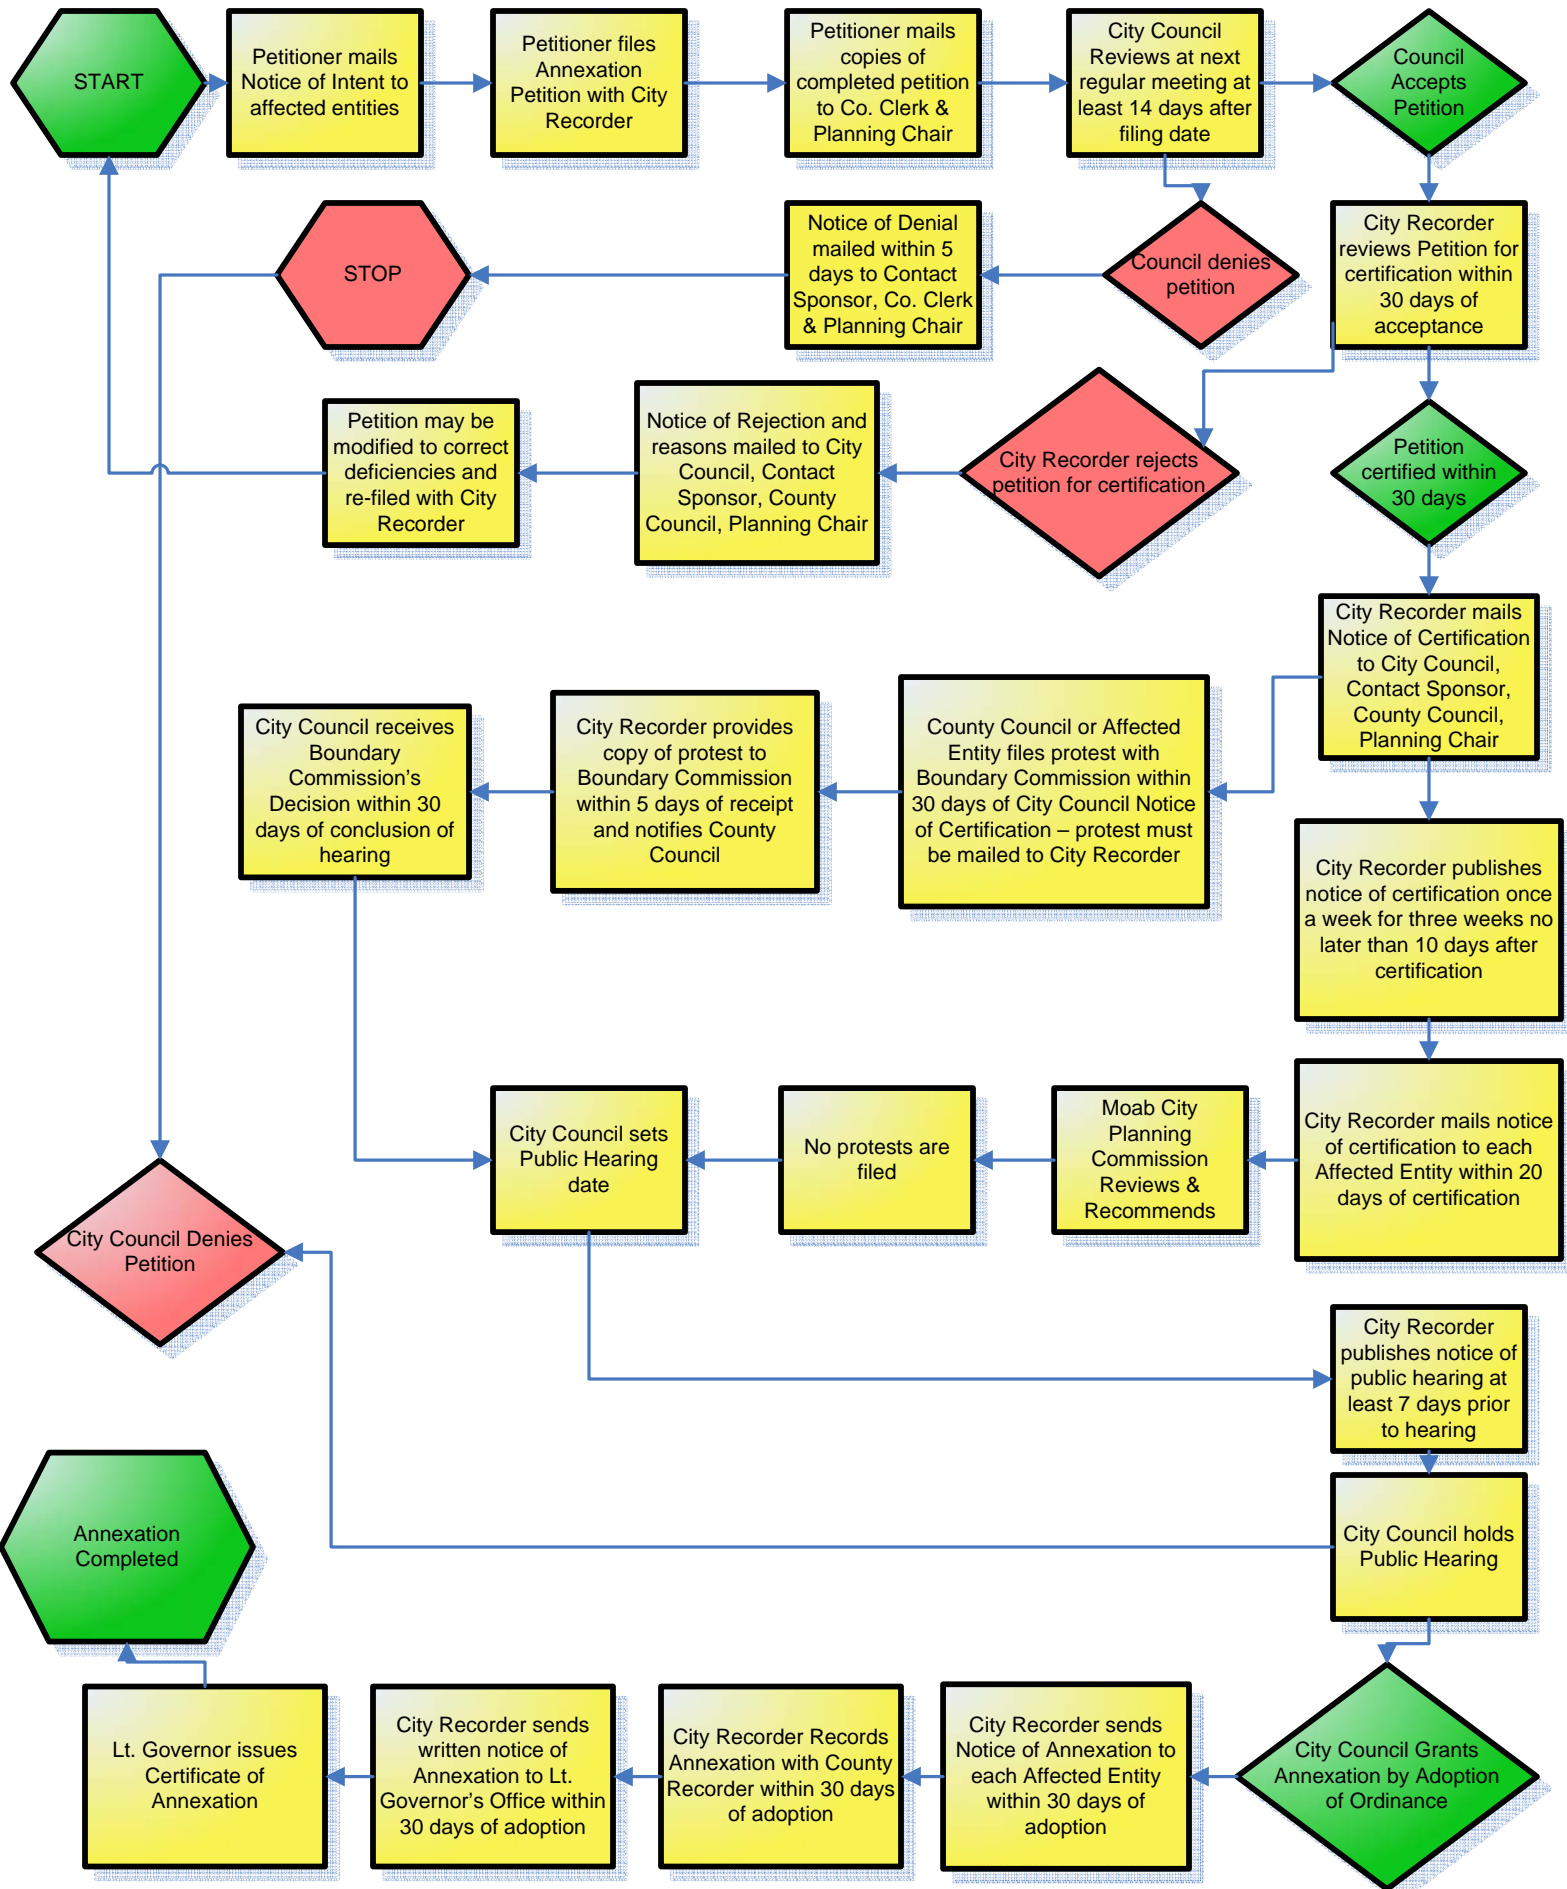 START
Petitioner mails
Notice of Intent to
affected entities
Petitioner files
Annexation
Petition with City
Recorder
Petitioner mails
copies of
completed petition
to Co. Clerk &
Planning Chair
City Council
Reviews at next
regular meeting at
least 14 days after
filing date
Council
Accepts
Petition
STOP
Notice of Denial
mailed within 5
days to Contact
Sponsor, Co. Clerk
& Planning Chair
Council denies
petition
City Recorder
reviews Petition for
certification within
30 days of
acceptance
Petition may be
modified to correct
deficiencies and
re-filed with City
Recorder
Notice of Rejection and
reasons mailed to City
Council, Contact
Sponsor, County
Council, Planning Chair
City Recorder rejects
petition for certification
Petition
certified within
30 days
City Recorder mails
Notice of Certification
to City Council,
Contact Sponsor,
County Council,
Planning Chair
City Council receives
Boundary
Commission's
Decision within 30
days of conclusion of
hearing
City Recorder provides
copy of protest to
Boundary Commission
within 5 days of receipt
and notifies County
Council
County Council or Affected
Entity files protest with
Boundary Commission within
30 days of City Council Notice
of Certification – protest must
be mailed to City Recorder
City Recorder publishes
notice of certification once
a week for three weeks no
later than 10 days after
certification
City Council sets
Public Hearing
date
No protests are
filed
Moab City
Planning
Commission
Reviews &
Recommends
City Recorder mails notice
of certification to each
Affected Entity within 20
days of certification
City Council Denies
Petition
City Recorder
publishes notice of
public hearing at
least 7 days prior
to hearing
Annexation
Completed
City Council holds
Public Hearing
Lt. Governor issues
Certificate of
Annexation
City Recorder sends
written notice of
Annexation to Lt.
Governor's Office within
30 days of adoption
City Recorder Records
Annexation with County
Recorder within 30 days
of adoption
City Recorder sends
Notice of Annexation to
each Affected Entity
within 30 days of
adoption
City Council Grants
Annexation by Adoption
of Ordinance